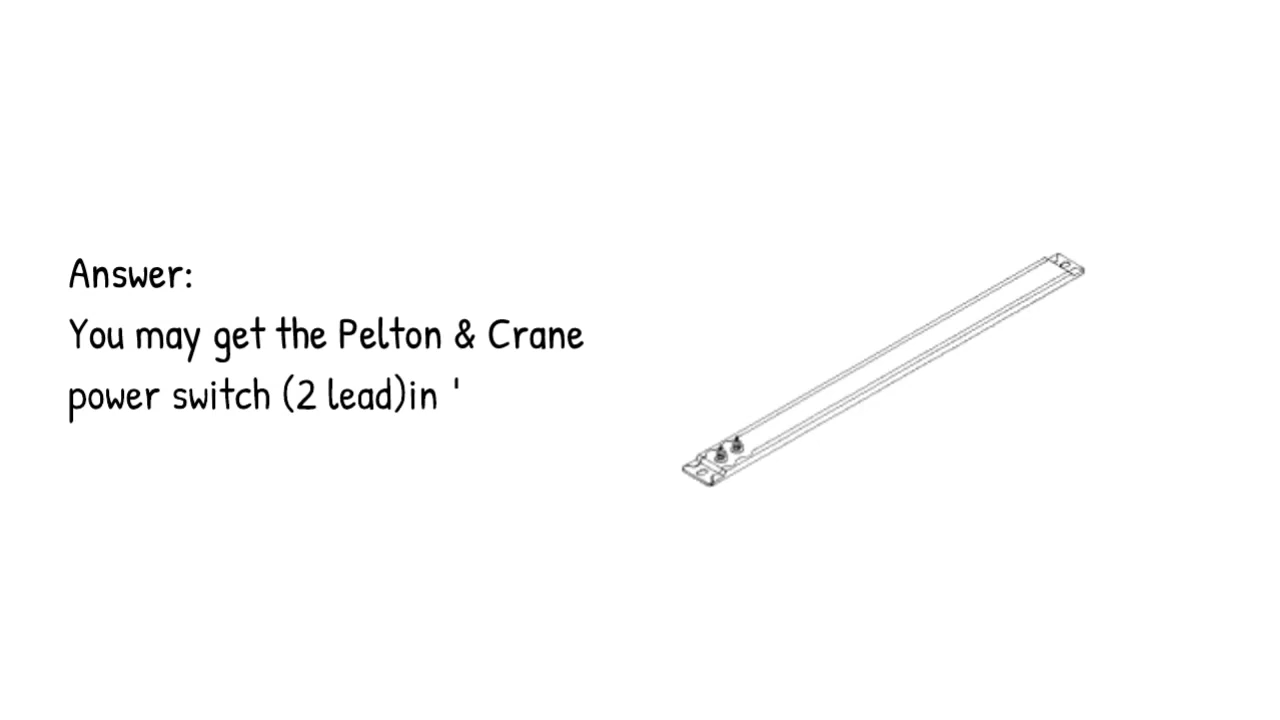 Answer:
You may get the Pelton & Crane
power switch (2 lead)in '